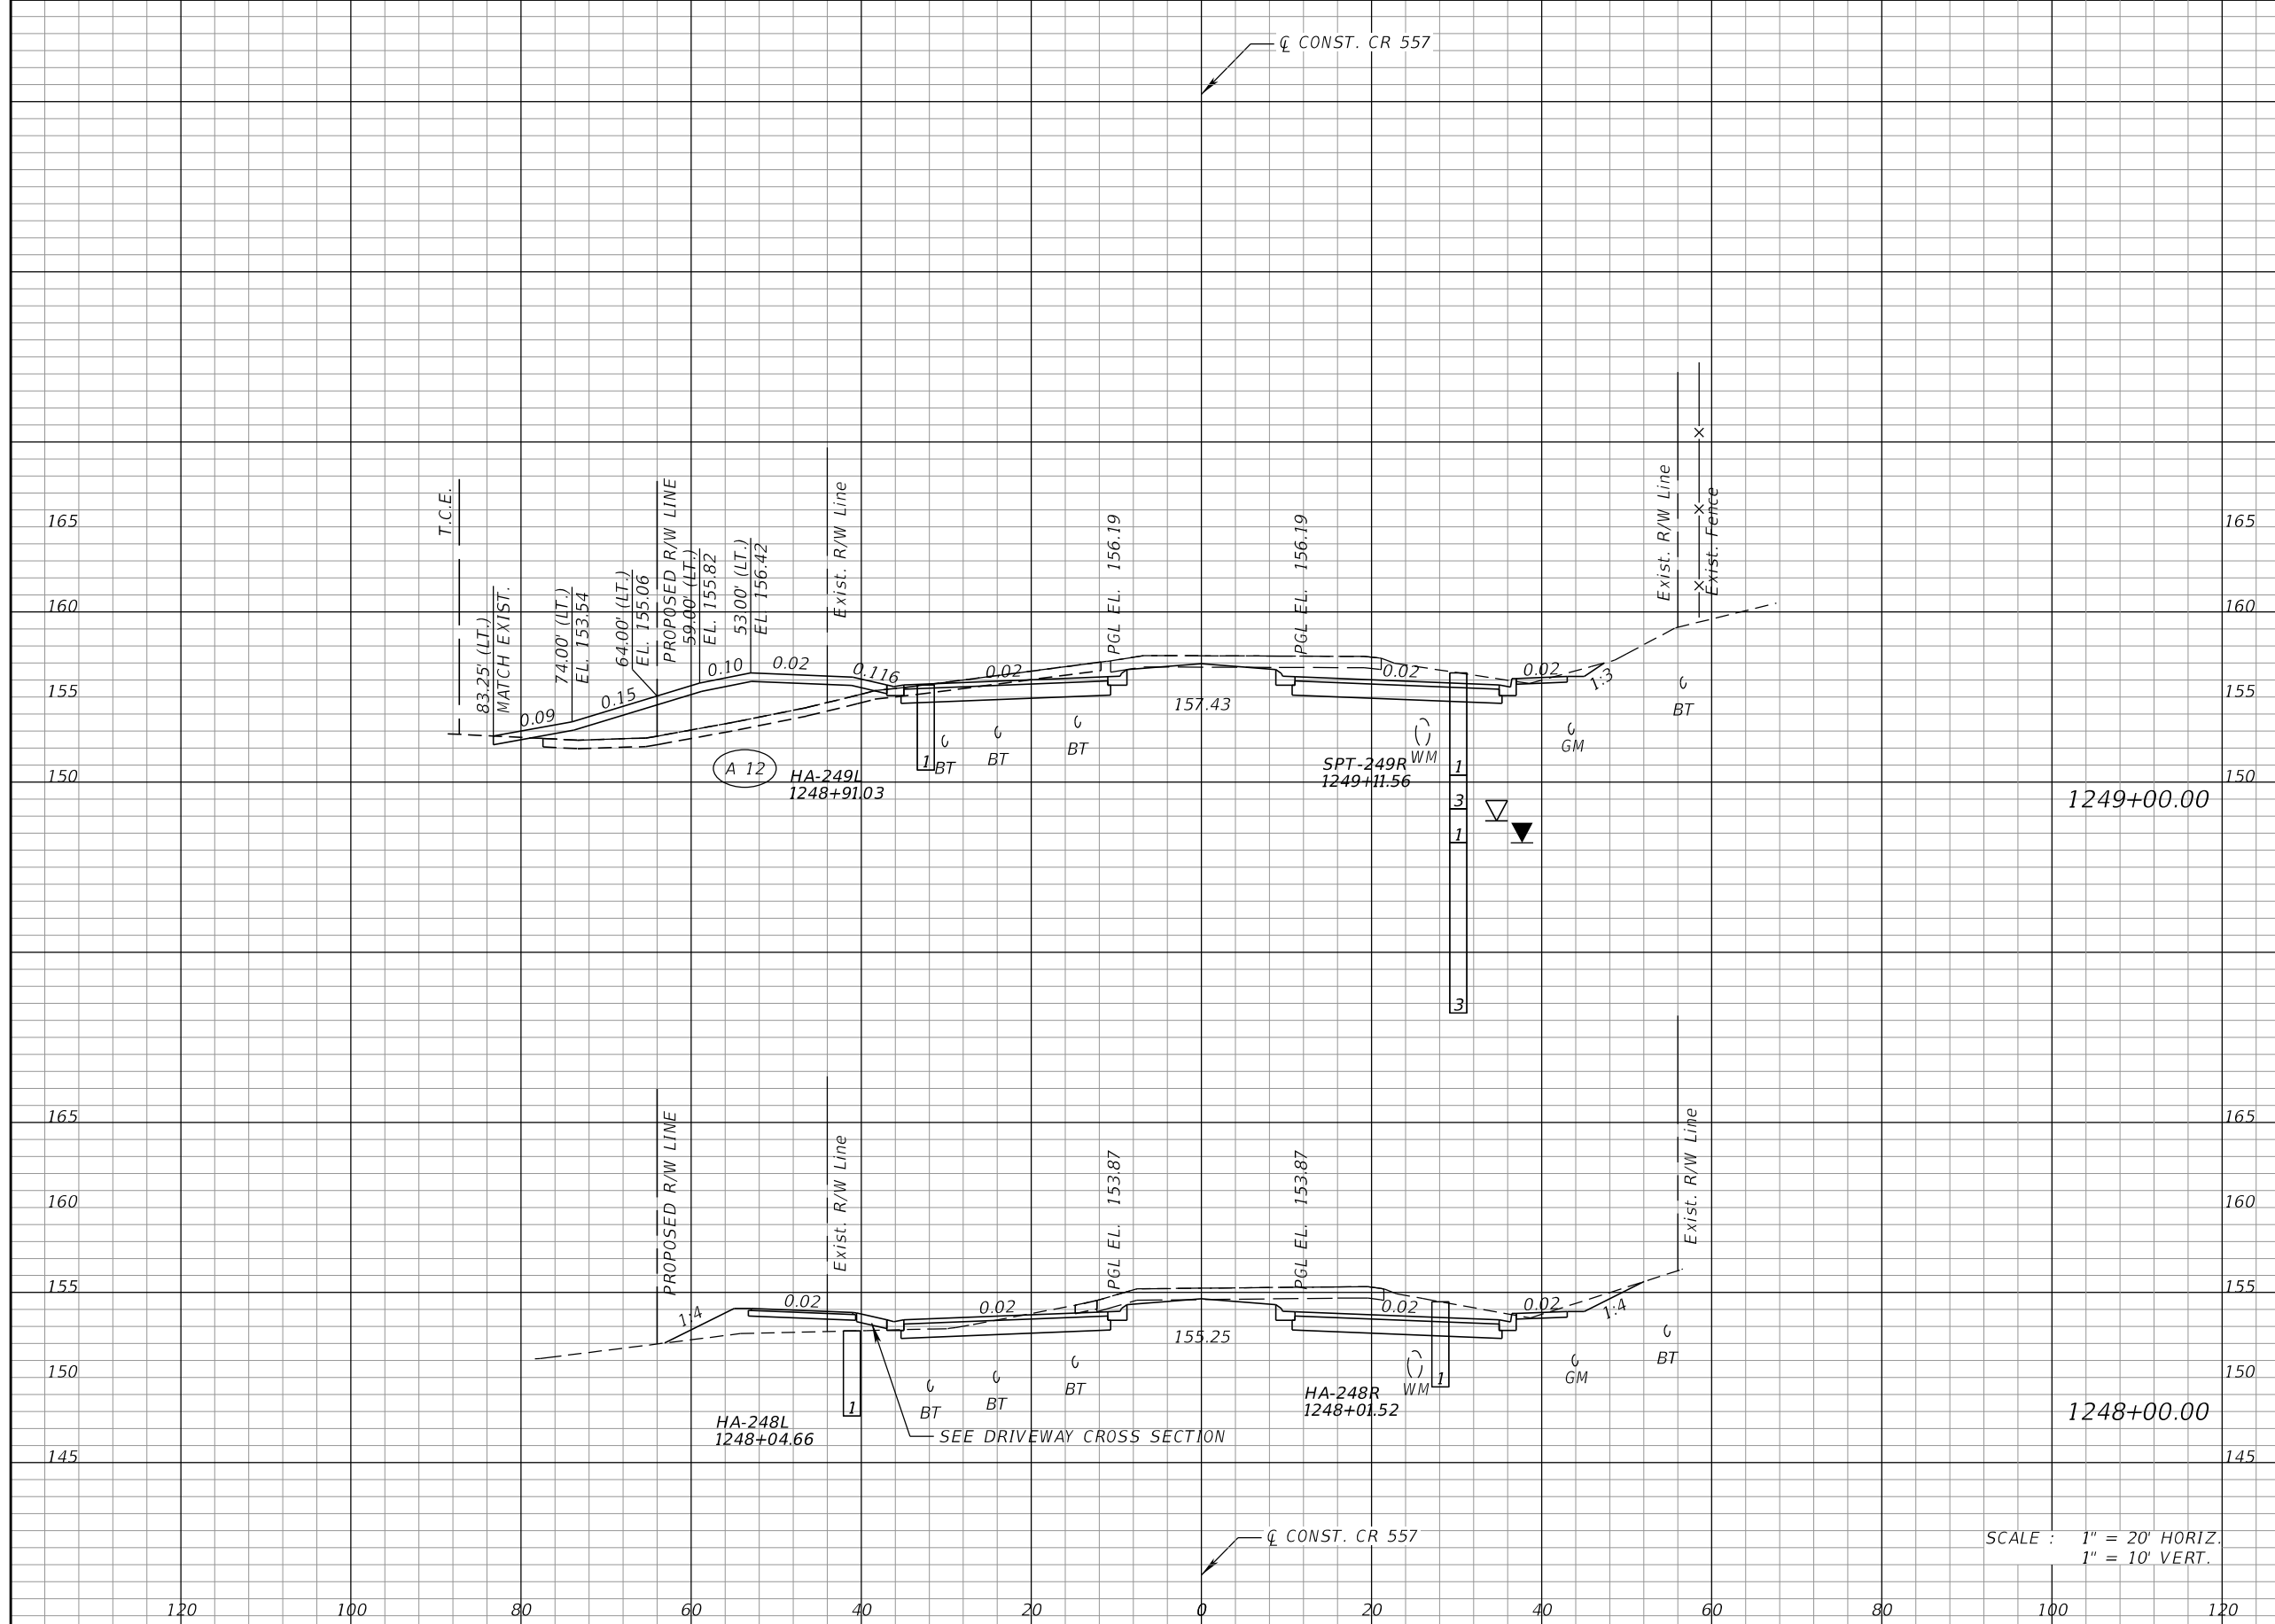 ℄ CONST. CR 557
T.C.E.
83.25' (LT.)
MATCH EXIST.
74.00' (LT.)
EL. 153.54
64.00' (LT.)
EL. 155.06
PROPOSED R/W LINE
59.00' (LT.)
EL. 155.82
53.00' (LT.)
EL. 156.42
Exist. R/W Line
PGL EL. 156.19
PGL EL. 156.19
Exist. R/W Line
Exist. Fence
165
165
160
160
155
155
150
150
0.09
0.15
0.10
0.02
0.116
0.02
0.02
0.02
1:3
157.43
BT
BT
BT
WM
GM
BT
A 12
HA-249L
1248+91.03
1
SPT-249R
1249+11.56
1
3
1
3
1249+00.00
PROPOSED R/W LINE
Exist. R/W Line
PGL EL. 153.87
PGL EL. 153.87
Exist. R/W Line
165
165
160
160
155
155
150
150
145
145
1:4
0.02
0.02
0.02
0.02
1:4
155.25
BT
BT
BT
WM
GM
BT
HA-248L
1248+04.66
1
HA-248R
1248+01.52
1
SEE DRIVEWAY CROSS SECTION
1248+00.00
℄ CONST. CR 557
SCALE : 1" = 20' HORIZ.
1" = 10' VERT.
120 100 80 60 40 20 0 20 40 60 80 100 120